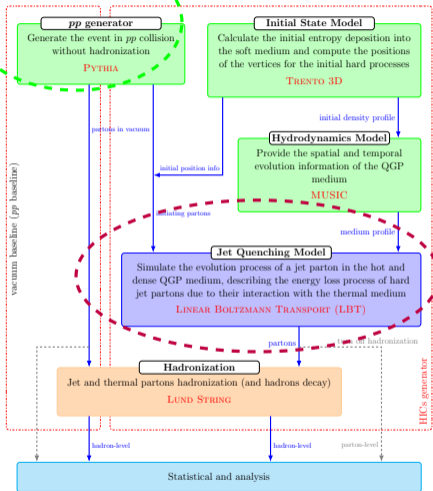 pp generator
Generate the event in pp collision
without hadronization
PYTHIA
Initial State Model
Calculate the initial entropy deposition into
the soft medium and compute the positions
of the vertices for the initial hard processes
TRENTO 3D
partons in vacuum
initial density profile
Hydrodynamics Model
Provide the spatial and temporal
evolution information of the QGP
medium
MUSIC
initial position info
initiating partons
medium profile
vacuum baseline (pp baseline)
Jet Quenching Model
Simulate the evolution process of a jet parton in the hot and
dense QGP medium, describing the energy loss process of hard
jet partons due to their interaction with the thermal medium
LINEAR BOLTZMANN TRANSPORT (LBT)
partons
hadronization
Hadronization
Jet and thermal partons hadronization (and hadrons decay)
LUND STRING
HICs generator
hadron-level
hadron-level
parton-level
Statistical and analysis